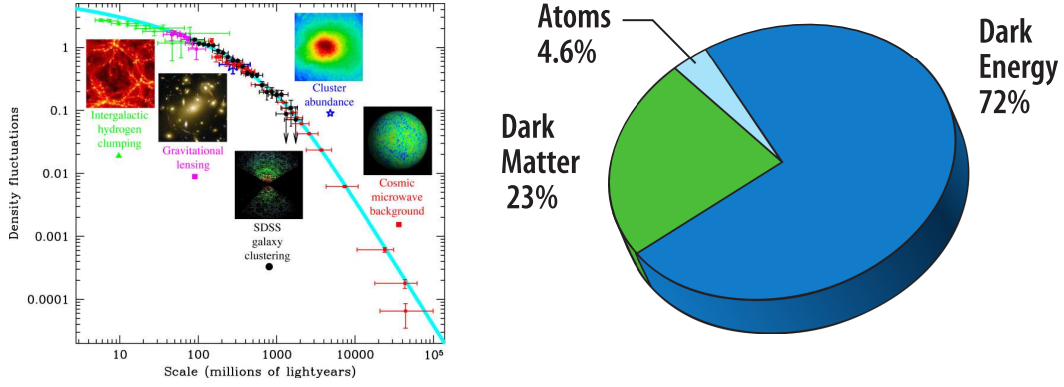 Density fluctuations
1
0.1
0.01
0.001
0.0001
Intergalactic
hydrogen
clumping
Gravitational
lensing
SDSS
galaxy
clustering
Cluster
abundance
Cosmic
microwave
background
10
100
1000
10000
10⁵
Scale (millions of lightyears)
Atoms
4.6%
Dark
Energy
72%
Dark
Matter
23%